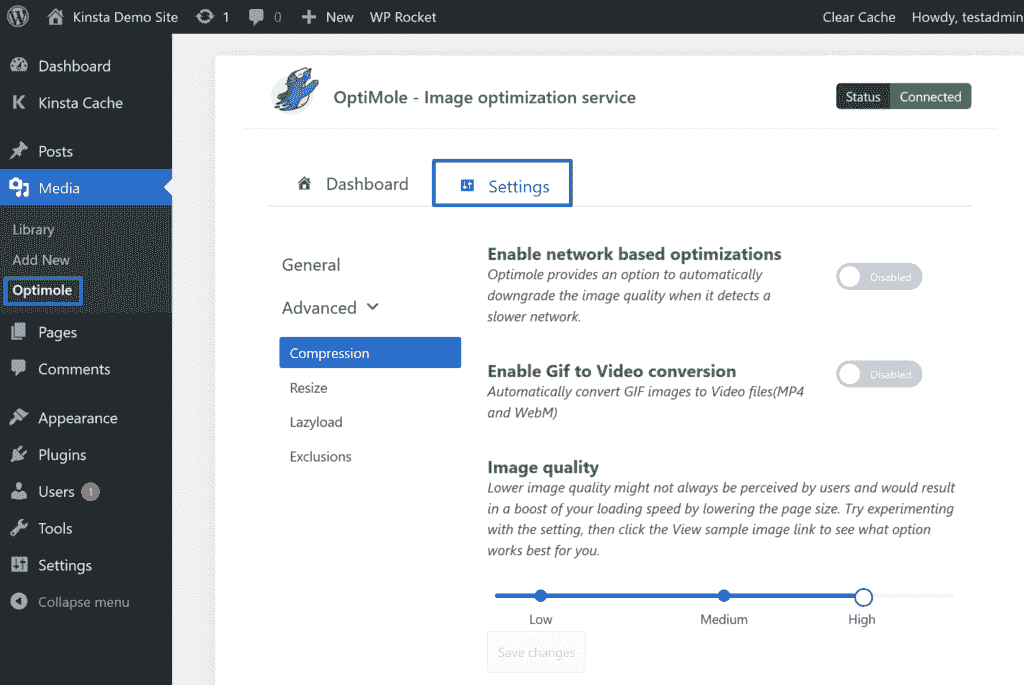 Kinsta Demo Site 1 0 New WP Rocket Clear Cache Howdy, testadmin
Dashboard
Kinsta Cache
Posts
Media
Library
Add New
Optimole
Pages
Comments
Appearance
Plugins
Users 1
Tools
Settings
Collapse menu
OptiMole - Image optimization service
Status Connected
Dashboard Settings
General
Advanced
Compression
Resize
Lazyload
Exclusions
Enable network based optimizations
Optimole provides an option to automatically
downgrade the image quality when it detects a
slower network.
Disabled
Enable Gif to Video conversion
Automatically convert GIF images to Video files(MP4
and WebM)
Disabled
Image quality
Lower image quality might not always be perceived by users and would result
in a boost of your loading speed by lowering the page size. Try experimenting
with the setting, then click the View sample image link to see what option
works best for you.
Low Medium High
Save changes